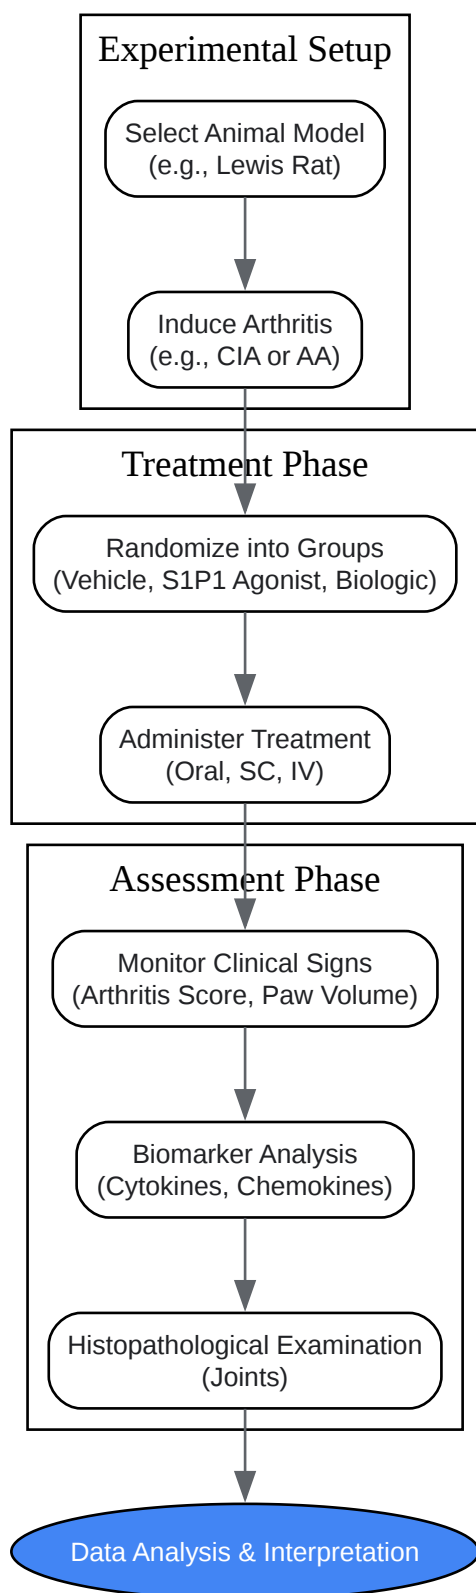 Experimental Setup
Select Animal Model
(e.g., Lewis Rat)
Induce Arthritis
(e.g., CIA or AA)
Treatment Phase
Randomize into Groups
(Vehicle, S1P1 Agonist, Biologic)
Administer Treatment
(Oral, SC, IV)
Assessment Phase
Monitor Clinical Signs
(Arthritis Score, Paw Volume)
Biomarker Analysis
(Cytokines, Chemokines)
Histopathological Examination
(Joints)
Data Analysis & Interpretation